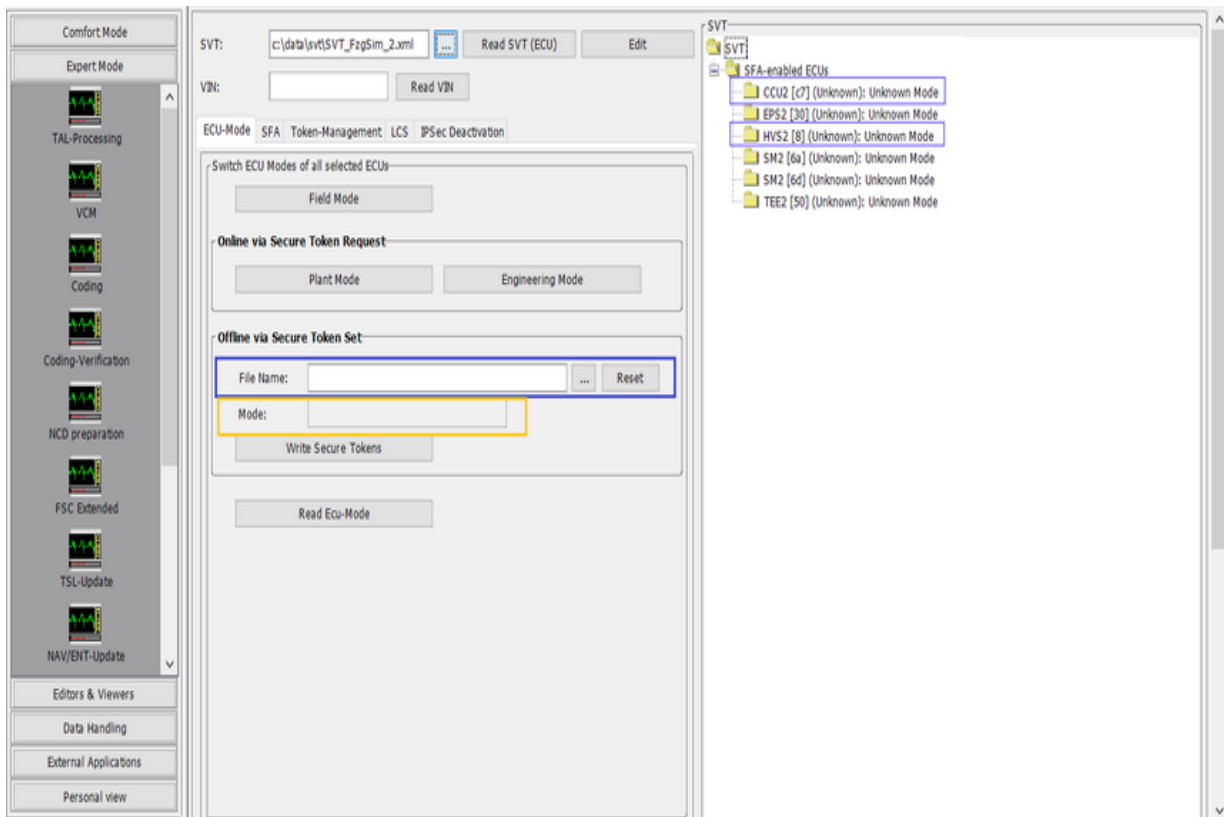 Comfort Mode
Expert Mode
TAL-Processing
VCM
Coding
Coding-Verification
NCD preparation
FSC Extended
TSL-Update
NAV/ENT-Update
Editors & Viewers
Data Handling
External Applications
Personal view
SVT: c:\data\svt\SVT_FzgSim_2.xml ... Read SVT (ECU) Edit
VIN: Read VIN
ECU-Mode SFA Token-Management LCS IPSec Deactivation
Switch ECU Modes of all selected ECUs
Field Mode
Online via Secure Token Request
Plant Mode Engineering Mode
Offline via Secure Token Set
File Name: ... Reset
Mode:
Write Secure Tokens
Read Ecu-Mode
SVT
SVT
SFA-enabled ECUs
CCU2 [c7] (Unknown): Unknown Mode
EPS2 [30] (Unknown): Unknown Mode
HVS2 [8] (Unknown): Unknown Mode
SM2 [6a] (Unknown): Unknown Mode
SM2 [6d] (Unknown): Unknown Mode
TEE2 [50] (Unknown): Unknown Mode